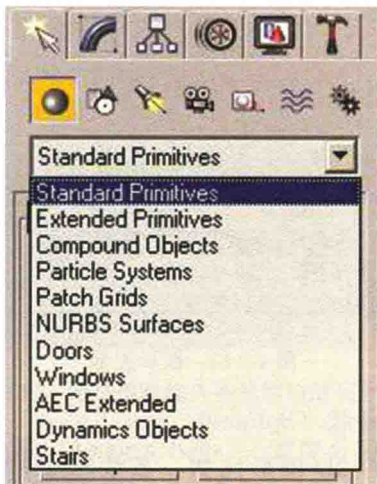 Standard Primitives
Standard Primitives
Extended Primitives
Compound Objects
Particle Systems
Patch Grids
NURBS Surfaces
Doors
Windows
AEC Extended
Dynamics Objects
Stairs